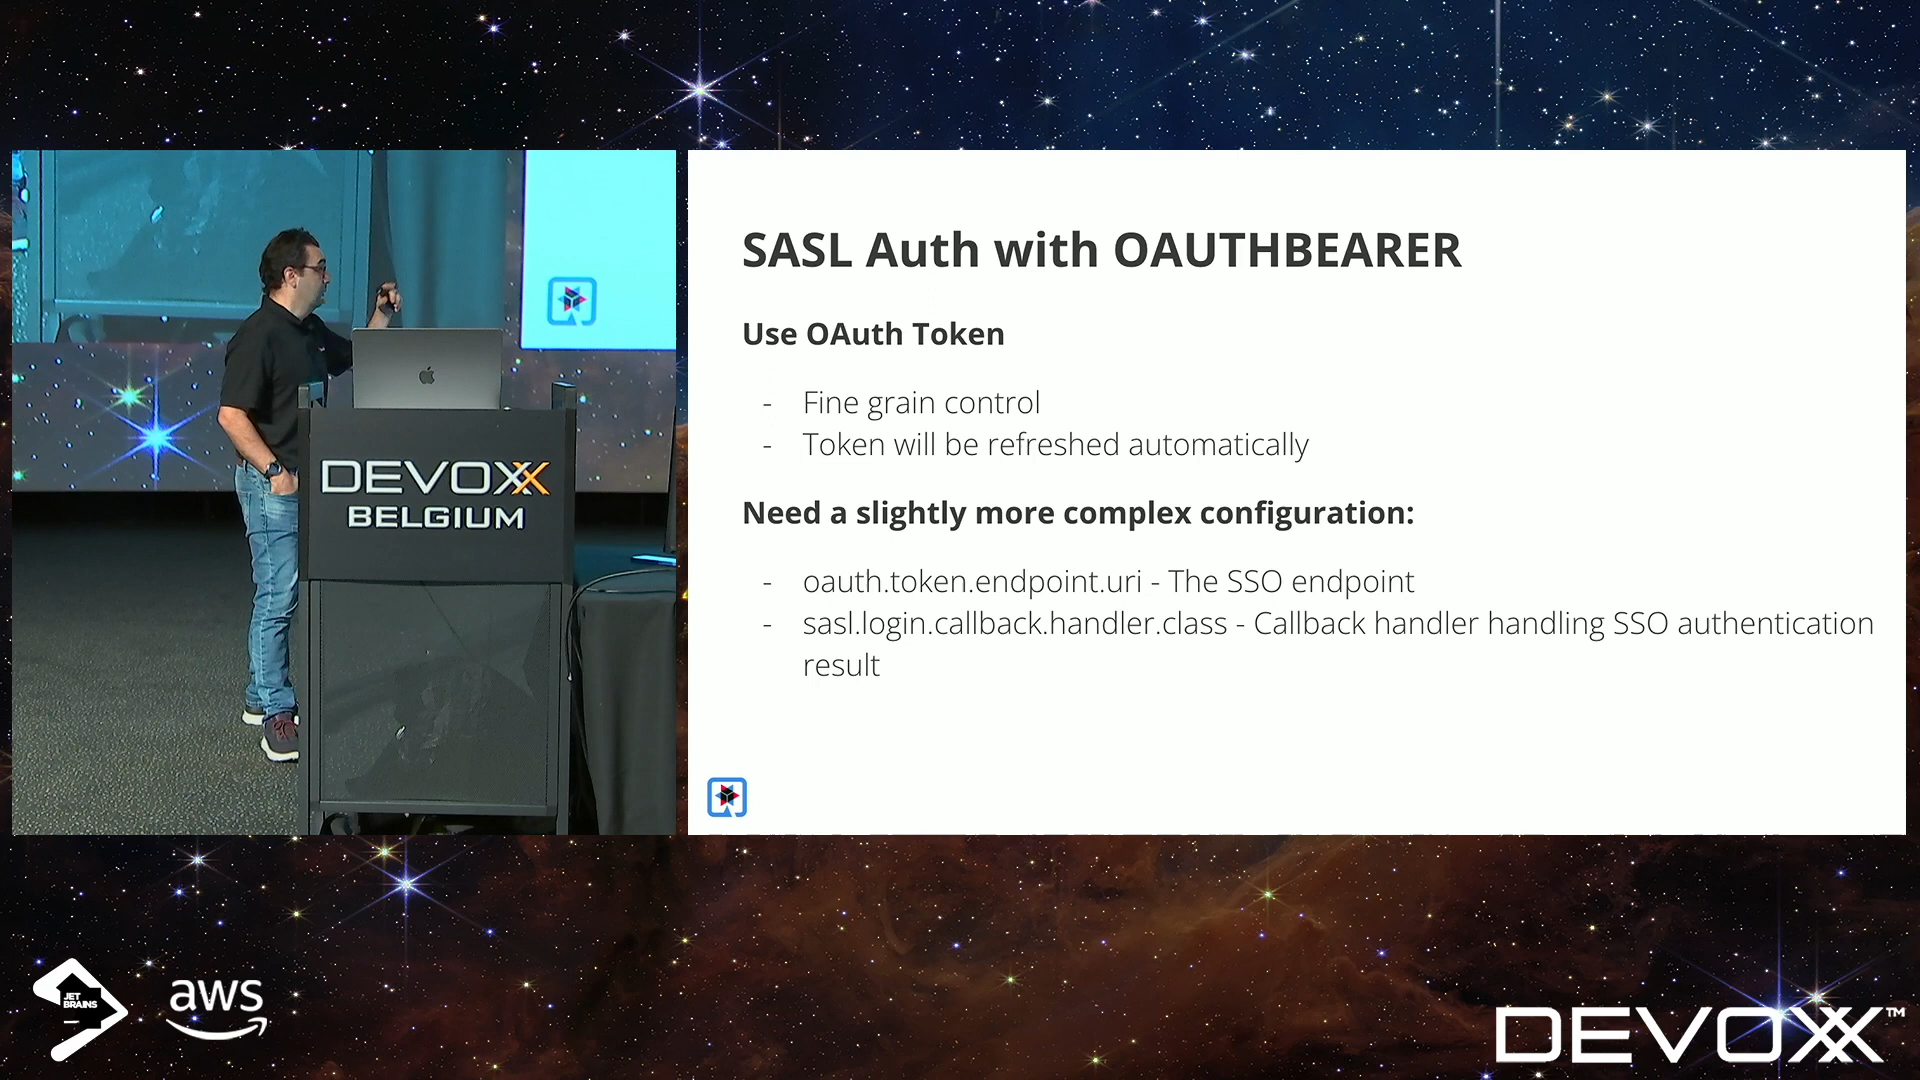 SASL Auth with OAUTHBEARER
Use OAuth Token
- Fine grain control
- Token will be refreshed automatically
Need a slightly more complex configuration:
- oauth.token.endpoint.uri - The SSO endpoint
- sasl.login.callback.handler.class - Callback handler handling SSO authentication
result
DEVOXX
BELGIUM
JET
BRAINS
aws
DEVOXX™